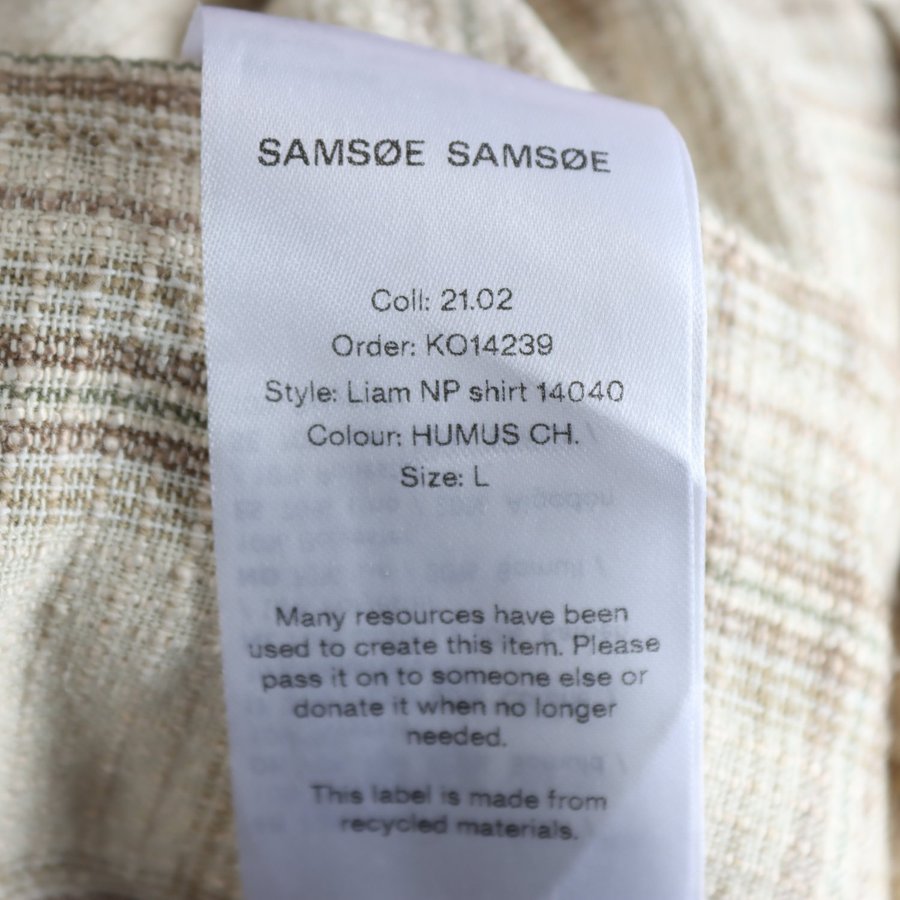 SAMSØE SAMSØE
Coll: 21.02
Order: KO14239
Style: Liam NP shirt 14040
Colour: HUMUS CH.
Size: L
Many resources have been
used to create this item. Please
pass it on to someone else or
donate it when no longer
needed.
This label is made from
recycled materials.